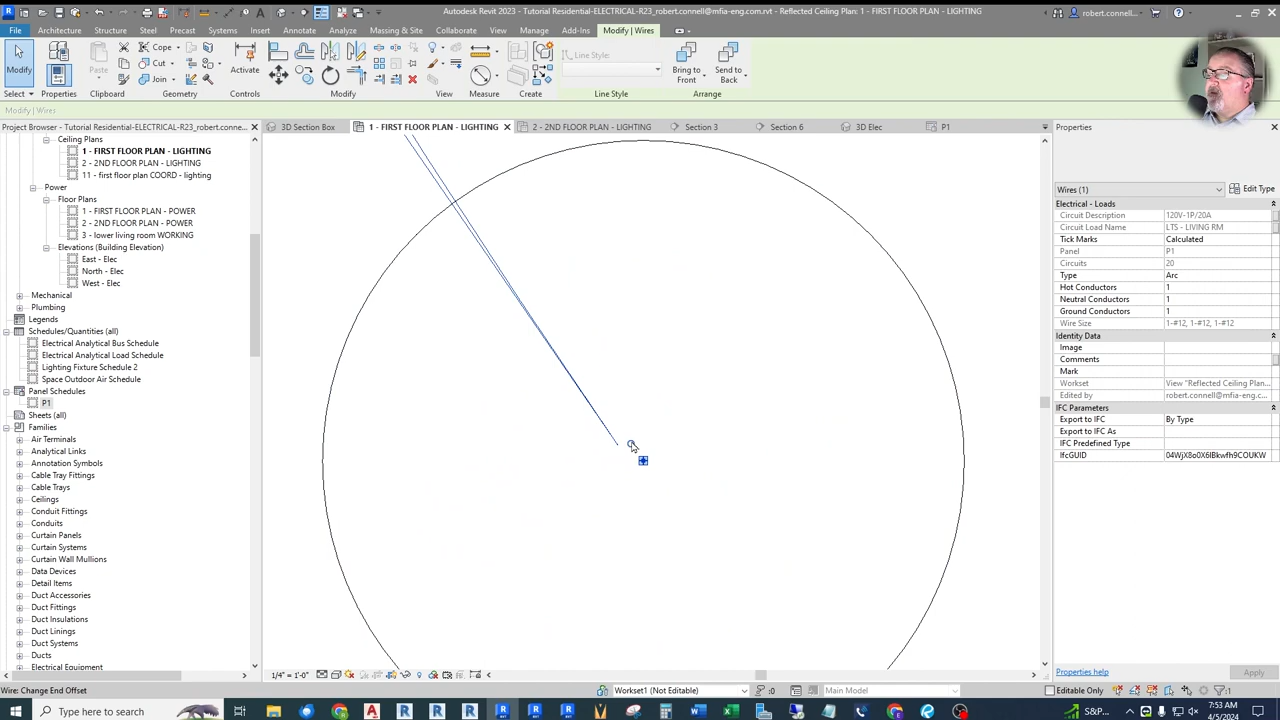 Autodesk Revit 2023 - Tutorial Residential-ELECTRICAL-R23_robert.connell@mfia-eng.com.rvt - Reflected Ceiling Plan: 1 - FIRST FLOOR PLAN - LIGHTING
robert.connell...
File Architecture Structure Steel Precast Systems Insert Annotate Analyze Massing & Site Collaborate View Manage Add-Ins Modify | Wires
Modify
Properties
Paste
Cope
Cut
Join
Activate
Bring to Front
Send to Back
Line Style:
Select Properties Clipboard Geometry Controls Modify View Measure Create Line Style Arrange
Modify | Wires
Project Browser - Tutorial Residential-ELECTRICAL-R23_robert.conne...
3D Section Box
1 - FIRST FLOOR PLAN - LIGHTING
2 - 2ND FLOOR PLAN - LIGHTING
Section 3
Section 6
3D Elec
P1
Properties
Ceiling Plans
1 - FIRST FLOOR PLAN - LIGHTING
2 - 2ND FLOOR PLAN - LIGHTING
11 - first floor plan COORD - lighting
Power
Floor Plans
1 - FIRST FLOOR PLAN - POWER
2 - 2ND FLOOR PLAN - POWER
3 - lower living room WORKING
Elevations (Building Elevation)
East - Elec
North - Elec
West - Elec
Mechanical
Plumbing
Legends
Schedules/Quantities (all)
Electrical Analytical Bus Schedule
Electrical Analytical Load Schedule
Lighting Fixture Schedule 2
Space Outdoor Air Schedule
Panel Schedules
P1
Sheets (all)
Families
Air Terminals
Analytical Links
Annotation Symbols
Cable Tray Fittings
Cable Trays
Ceilings
Conduit Fittings
Conduits
Curtain Panels
Curtain Systems
Curtain Wall Mullions
Data Devices
Detail Items
Duct Accessories
Duct Fittings
Duct Insulations
Duct Linings
Duct Systems
Ducts
Electrical Equipment
Wires (1)
Edit Type
Electrical - Loads
Circuit Description 120V-1P/20A
Circuit Load Name LTS - LIVING RM
Tick Marks Calculated
Panel P1
Circuits 20
Type Arc
Hot Conductors 1
Neutral Conductors 1
Ground Conductors 1
Wire Size 1-#12, 1-#12, 1-#12
Identity Data
Image
Comments
Mark
Workset View "Reflected Ceiling Plan...
Edited by robert.connell@mfia-eng.c...
IFC Parameters
Export to IFC By Type
Export to IFC As
IFC Predefined Type
IfcGUID 04WjX8o0X6IBkwfh9COUKW
Properties help
Apply
1/4" = 1'-0"
Wire: Change End Offset
Workset1 (Not Editable)
:0
Main Model
Editable Only
:1
Type here to search
S&P...
7:53 AM
4/5/2024